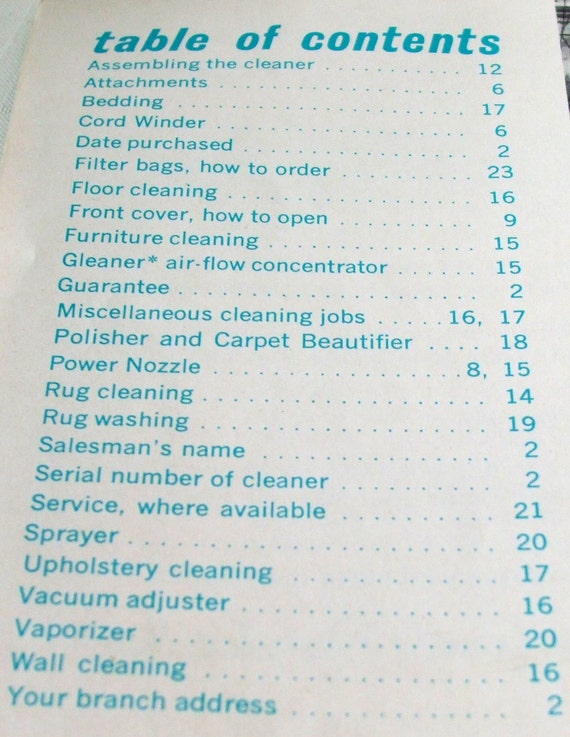 table of contents
Assembling the cleaner . . . . . . . . . . 12
Attachments . . . . . . . . . . . . . . . . . 6
Bedding . . . . . . . . . . . . . . . . . . . 17
Cord Winder . . . . . . . . . . . . . . . . . 6
Date purchased . . . . . . . . . . . . . . . 2
Filter bags, how to order . . . . . . . . . 23
Floor cleaning . . . . . . . . . . . . . . . 16
Front cover, how to open . . . . . . . . . 9
Furniture cleaning . . . . . . . . . . . . . 15
Gleaner* air-flow concentrator . . . . . . 15
Guarantee . . . . . . . . . . . . . . . . . . 2
Miscellaneous cleaning jobs . . . . . 16, 17
Polisher and Carpet Beautifier . . . . 18
Power Nozzle . . . . . . . . . . . . . . . 8, 15
Rug cleaning . . . . . . . . . . . . . . . . 14
Rug washing . . . . . . . . . . . . . . . . 19
Salesman's name . . . . . . . . . . . . . 2
Serial number of cleaner . . . . . . . . . 2
Service, where available . . . . . . . . . 21
Sprayer . . . . . . . . . . . . . . . . . . . 20
Upholstery cleaning . . . . . . . . . . . 17
Vacuum adjuster . . . . . . . . . . . . . 16
Vaporizer . . . . . . . . . . . . . . . . . 20
Wall cleaning . . . . . . . . . . . . . . . 16
Your branch address . . . . . . . . . . . 2